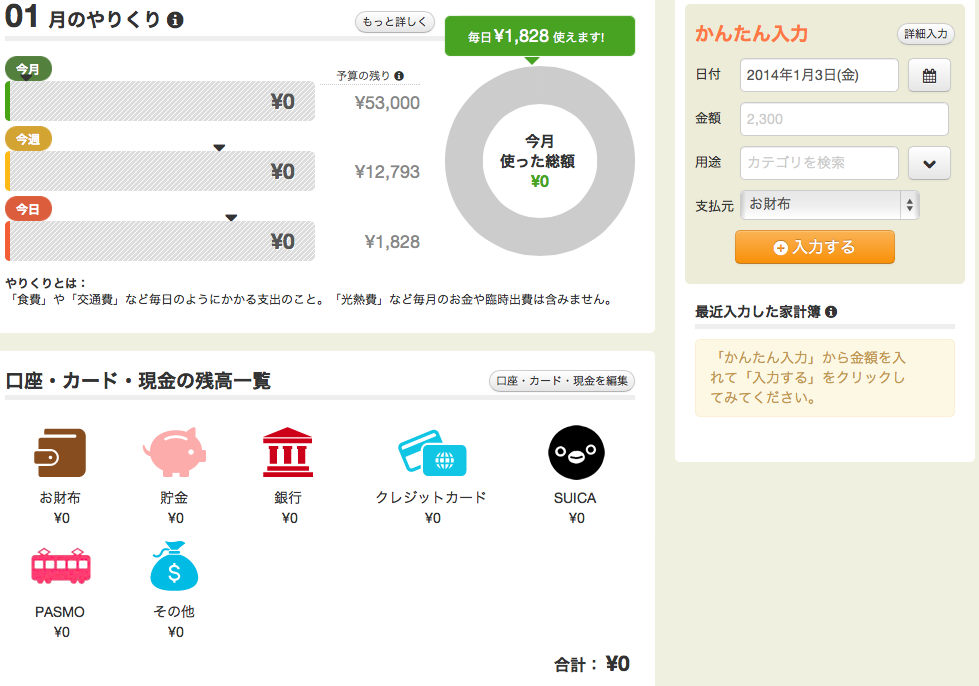 01 月のやりくり
もっと詳しく
毎日¥1,828 使えます!
今月
予算の残り
¥0
¥53,000
今週
¥0
¥12,793
今日
¥0
¥1,828
今月
使った総額
¥0
やりくりとは：
「食費」や「交通費」など毎日のようにかかる支出のこと。「光熱費」など毎月のお金や臨時出費は含みません。
口座・カード・現金の残高一覧
口座・カード・現金を編集
お財布
¥0
貯金
¥0
銀行
¥0
クレジットカード
¥0
SUICA
¥0
PASMO
¥0
$
その他
¥0
合計： ¥0
かんたん入力
詳細入力
日付 2014年1月3日(金)
金額 2,300
用途 カテゴリを検索
支払元 お財布
入力する
最近入力した家計簿
「かんたん入力」から金額を入
れて「入力する」をクリックし
てみてください。